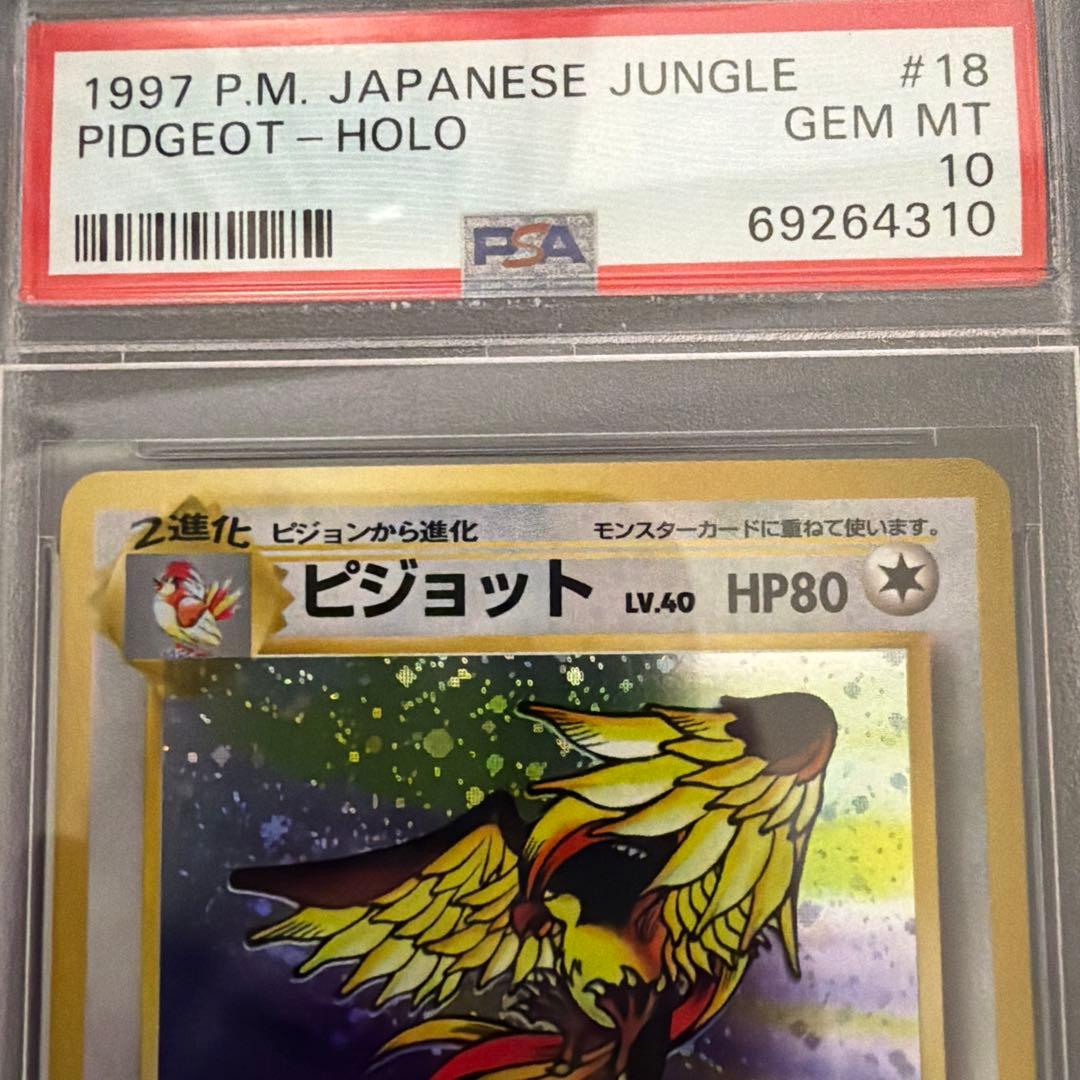 1997 P.M. JAPANESE JUNGLE #18
PIDGEOT – HOLO GEM MT
10
PSA 69264310
2進化 ピジョンから進化 モンスターカードに重ねて使います。
ピジョット LV.40 HP80